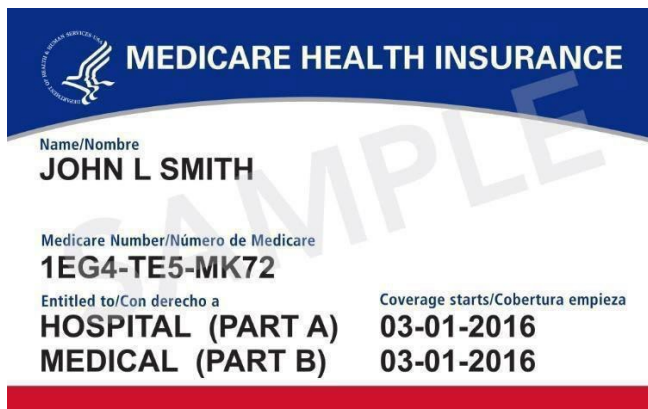 MEDICARE HEALTH INSURANCE
Name/Nombre
JOHN L SMITH
Medicare Number/Número de Medicare
1EG4-TE5-MK72
Entitled to/Con derecho a Coverage starts/Cobertura empieza
HOSPITAL (PART A) 03-01-2016
MEDICAL (PART B) 03-01-2016
SAMPLE